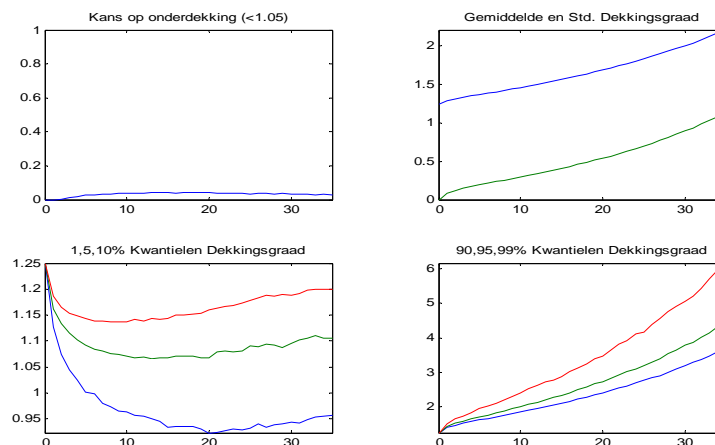 Kans op onderdekking (<1.05)
1
0.8
0.6
0.4
0.2
0
0 10 20 30
Gemiddelde en Std. Dekkingsgraad
2
1.5
1
0.5
0
0 10 20 30
1,5,10% Kwantielen Dekkingsgraad
1.25
1.2
1.15
1.1
1.05
1
0.95
0 10 20 30
90,95,99% Kwantielen Dekkingsgraad
6
5
4
3
2
0 10 20 30